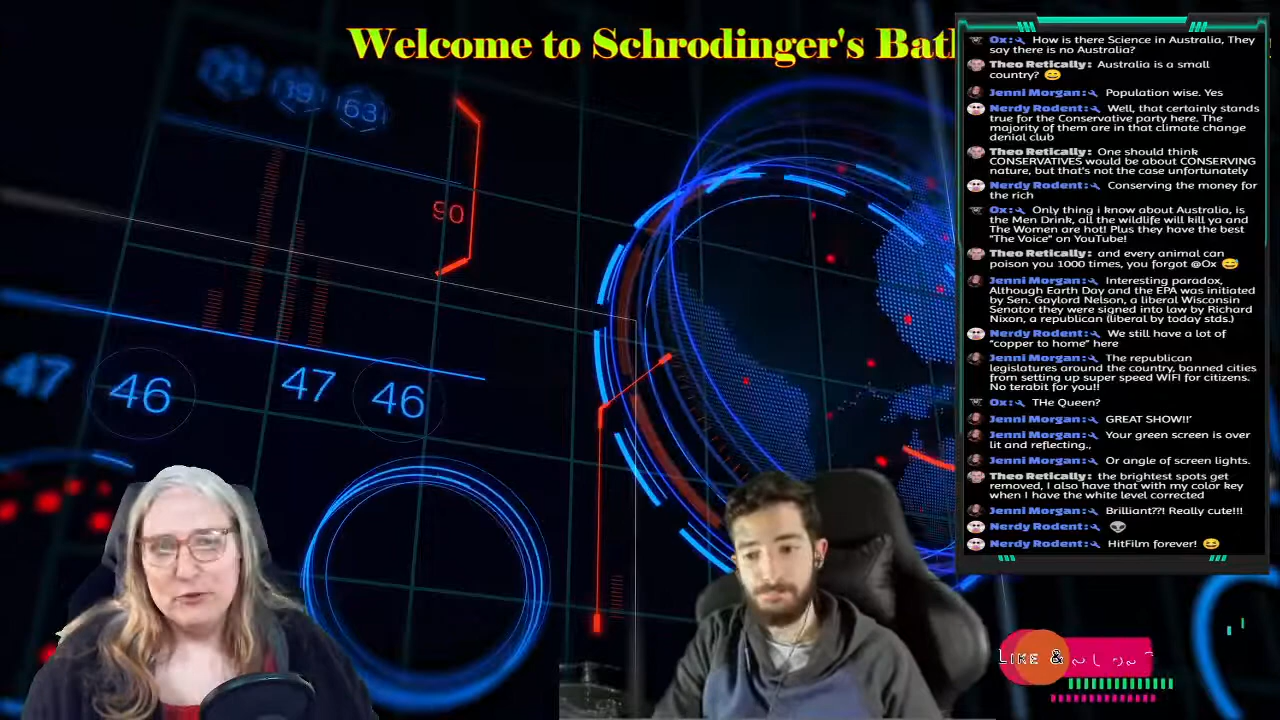 Welcome to Schrodinger's Bat
Ox: How is there Science in Australia, They
say there is no Australia?
Theo Retically: Australia is a small
country? 😄
Jenni Morgan: Population wise. Yes
Nerdy Rodent: Well, that certainly stands
true for the Conservative party here. The
majority of them are in that climate change
denial club
Theo Retically: One should think
CONSERVATIVES would be about CONSERVING
nature, but that's not the case unfortunately
Nerdy Rodent: Conserving the money for
the rich
Ox: Only thing i know about Australia, is
the Men Drink, all the wildlife will kill ya and
The Women are hot! Plus they have the best
"The Voice" on YouTube!
Theo Retically: and every animal can
poison you 1000 times, you forgot @Ox 😅
Jenni Morgan: Interesting paradox,
Although Earth Day and the EPA was initiated
by Sen. Gaylord Nelson, a liberal Wisconsin
Senator they were signed into law by Richard
Nixon, a republican (liberal by today stds.)
Nerdy Rodent: We still have a lot of
"copper to home" here
Jenni Morgan: The republican
legislatures around the country, banned cities
from setting up super speed WIFI for citizens.
No terabit for you!!
Ox: THe Queen?
Jenni Morgan: GREAT SHOW!!'
Jenni Morgan: Your green screen is over
lit and reflecting.,
Jenni Morgan: Or angle of screen lights.
Theo Retically: the brightest spots get
removed, I also have that with my color key
when I have the white level corrected
Jenni Morgan: Brilliant??! Really cute!!!
Nerdy Rodent: 👽
Nerdy Rodent: HitFilm forever! 😆
71 19 63
90
47 46 47 46
LIKE &